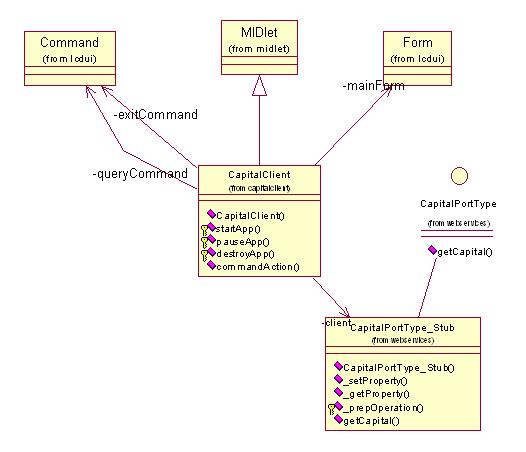 MIDlet
(from midlet)
Command
(from lcdui)
Form
(from lcdui)
-mainForm
-exitCommand
-queryCommand
CapitalClient
(from capitalclient)
CapitalClient()
startApp()
pauseApp()
destroyApp()
commandAction()
CapitalPortType
(from webservices)
getCapital()
-client
CapitalPortType_Stub
(from webservices)
CapitalPortType_Stub()
_setProperty()
_getProperty()
_prepOperation()
getCapital()